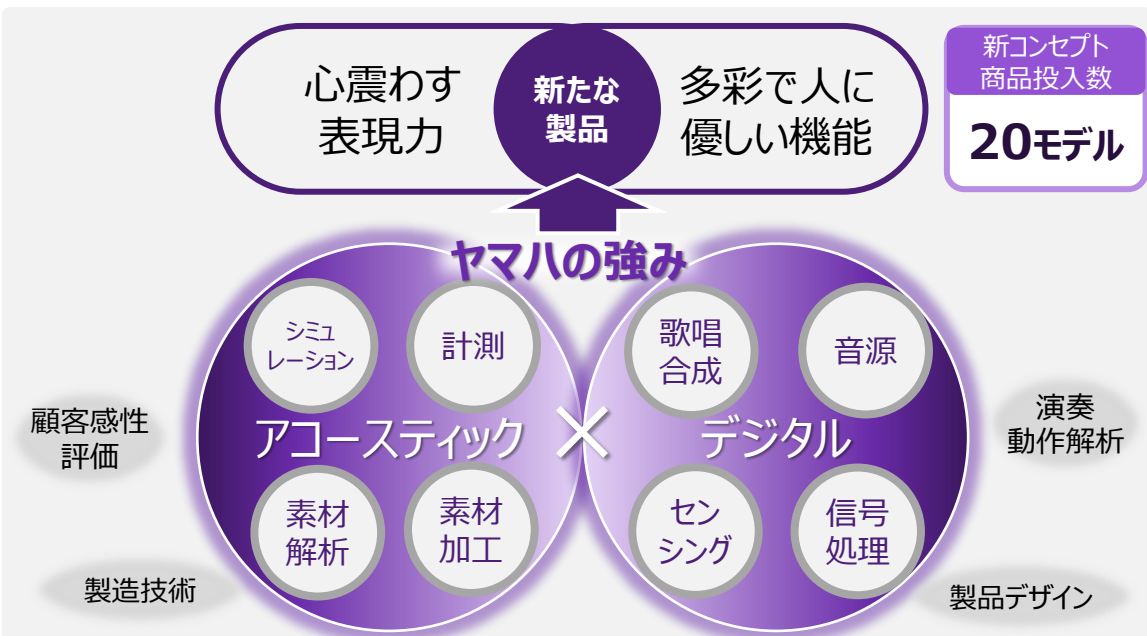 心震わす
表現力
新たな
製品
多彩で人に
優しい機能
新コンセプト
商品投入数
20モデル
ヤマハの強み
シミュ
レーション
計測
歌唱
合成
音源
顧客感性
評価
アコースティック
×
デジタル
演奏
動作解析
素材
解析
素材
加工
セン
シング
信号
処理
製造技術
製品デザイン